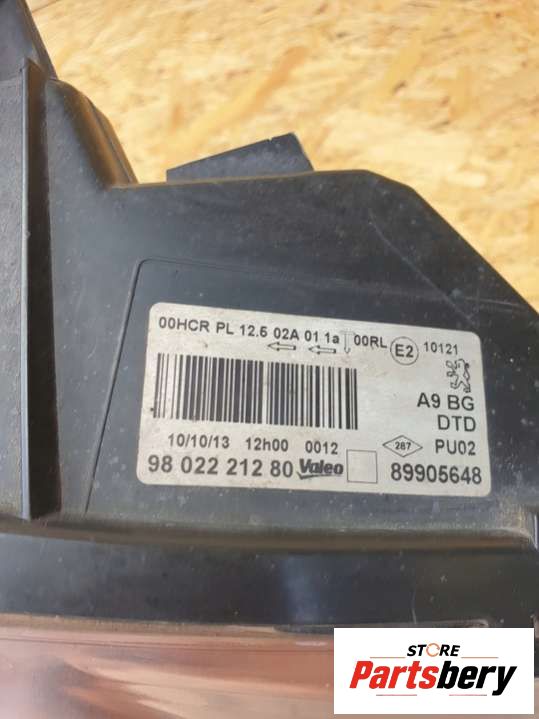 00HCR PL 12.5 02A 01 1a 00RL E2 10121
A9 BG
DTD
10/10/13 12h00 0012 287 PU02
98 022 212 80 Valeo 89905648
STORE
Partsbery